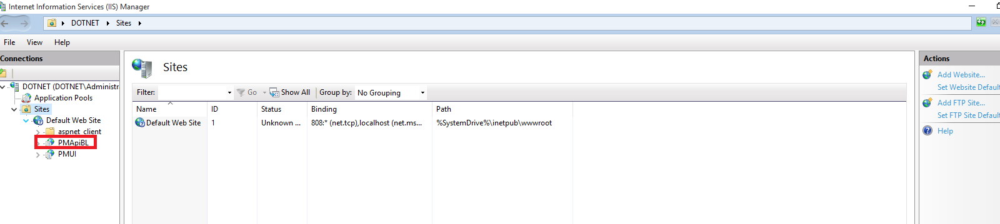 Internet Information Services (IIS) Manager
DOTNET Sites
File View Help
Connections
DOTNET (DOTNET\Administr
Application Pools
Sites
Default Web Site
aspnet_client
PMApiBL
PMUI
Sites
Filter: Go Show All Group by: No Grouping
Name ID Status Binding Path
Default Web Site 1 Unknown ... 808:* (net.tcp),localhost (net.ms... %SystemDrive%\inetpub\wwwroot
Actions
Add Website...
Set Website Default
Add FTP Site...
Set FTP Site Default
Help